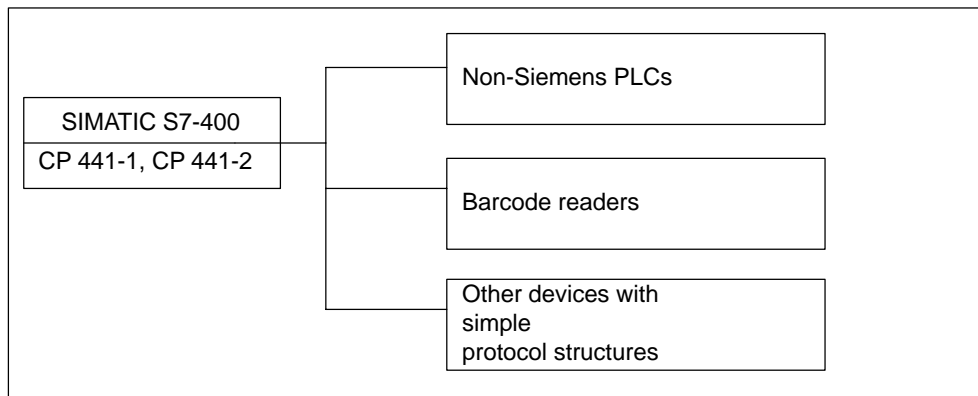 SIMATIC S7-400
CP 441-1, CP 441-2
Non-Siemens PLCs
Barcode readers
Other devices with
simple
protocol structures